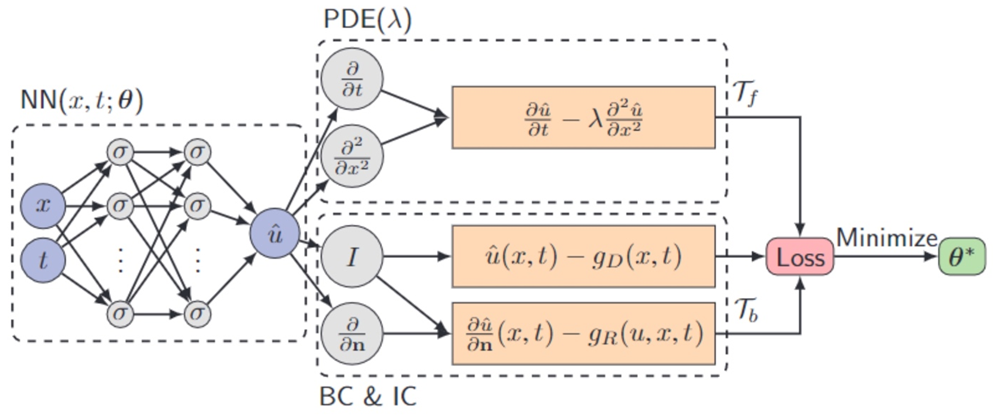 PDE(λ)
NN(x, t; θ)
∂/∂t
∂²/∂x²
∂û/∂t − λ ∂²û/∂x²
𝒯_f
x
t
σ σ
σ σ
⋮ ⋮
σ σ
û
I
∂/∂n
û(x, t) − g_D(x, t)
∂û/∂n (x, t) − g_R(u, x, t)
𝒯_b
Loss
Minimize
θ*
BC & IC